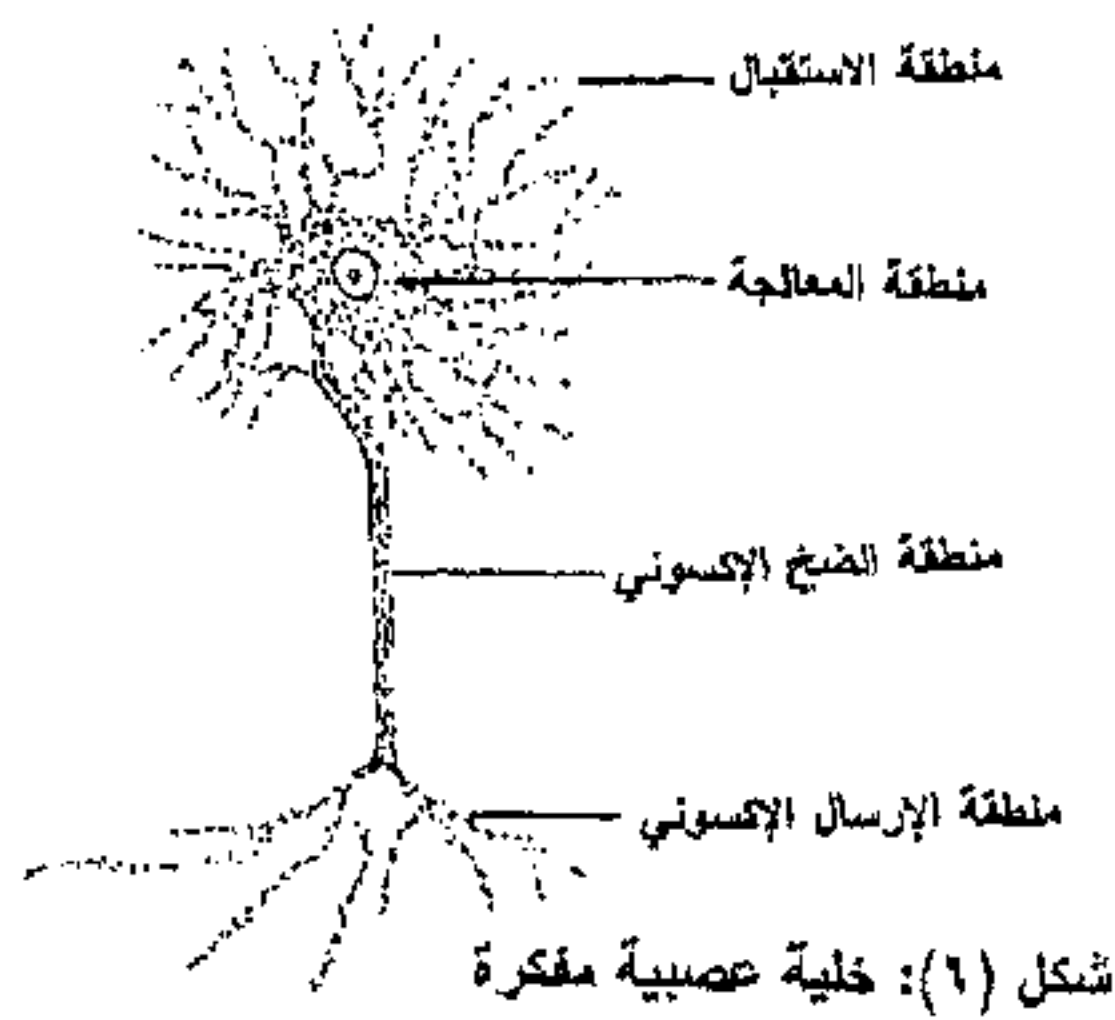 منطقة الاستقبال
منطقة المعالجة
منطقة الضخ الإكسوني
منطقة الإرسال الإكسوني
شكل (٦): خلية عصبية مفكرة